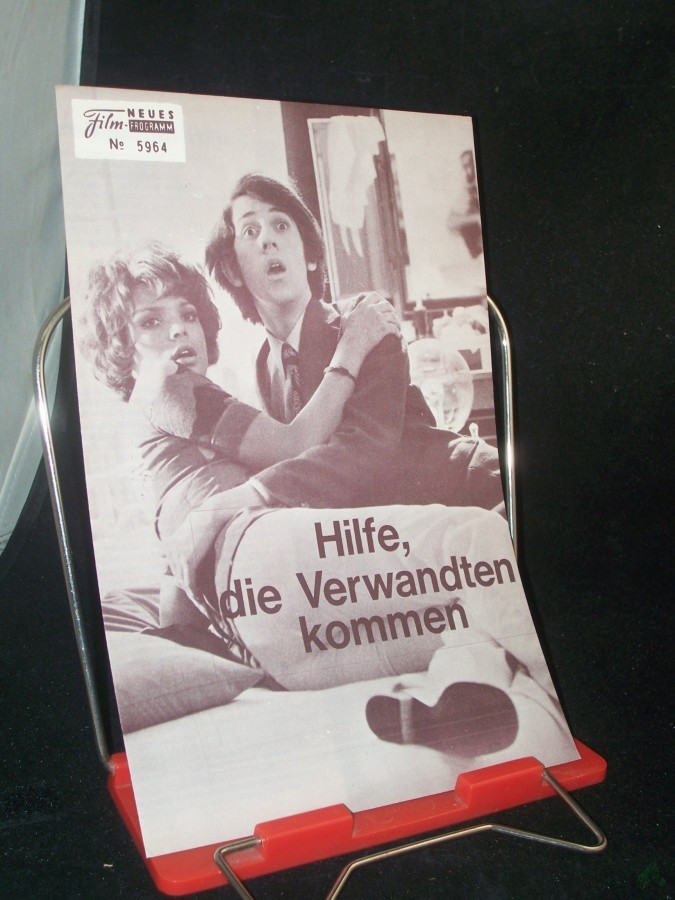 NEUES
Film-PROGRAMM
№ 5964
Hilfe,
die Verwandten
kommen